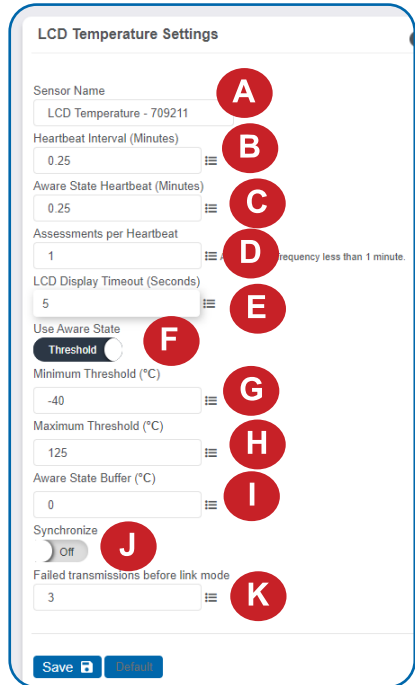 LCD Temperature Settings
Sensor Name
A
LCD Temperature - 709211
Heartbeat Interval (Minutes)
B
0.25
Aware State Heartbeat (Minutes)
C
0.25
Assessments per Heartbeat
D
1
requency less than 1 minute.
LCD Display Timeout (Seconds)
E
5
Use Aware State
F
Threshold
Minimum Threshold (°C)
G
-40
Maximum Threshold (°C)
H
125
Aware State Buffer (°C)
I
0
Synchronize
J
Off
Failed transmissions before link mode
K
3
Save Default